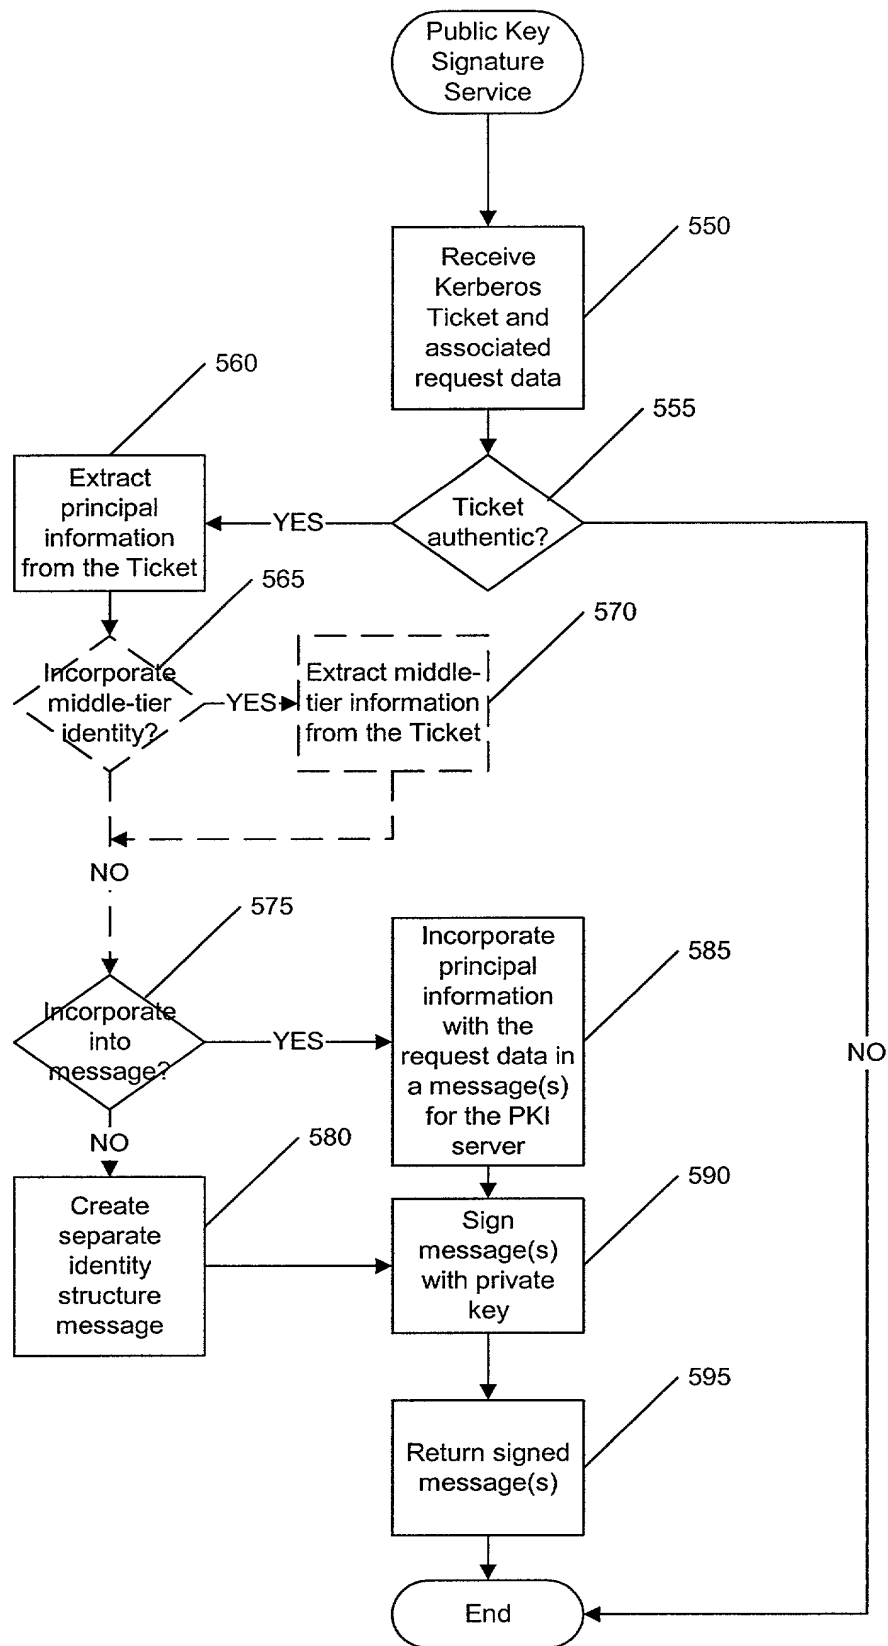 Public Key
Signature
Service
550
Receive
Kerberos
Ticket and
associated
request data
555
Ticket
authentic?
YES
560
Extract
principal
information
from the Ticket
565
Incorporate
middle-tier
identity?
YES
570
Extract middle-
tier information
from the Ticket
NO
575
Incorporate
into
message?
YES
585
Incorporate
principal
information
with the
request data in
a message(s)
for the PKI
server
NO
NO
580
Create
separate
identity
structure
message
590
Sign
message(s)
with private
key
595
Return signed
message(s)
End